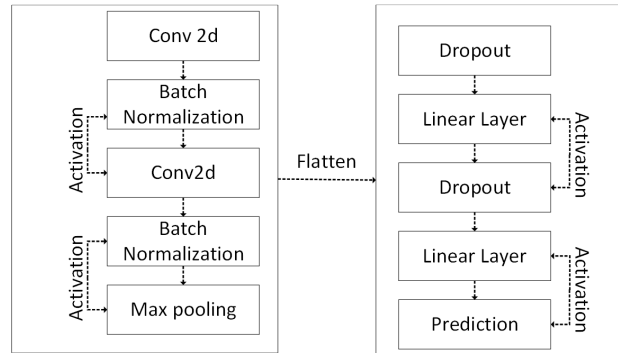 Conv 2d
Batch
Normalization
Activation
Conv2d
Batch
Normalization
Activation
Max pooling
Flatten
Dropout
Linear Layer
Activation
Dropout
Linear Layer
Activation
Prediction